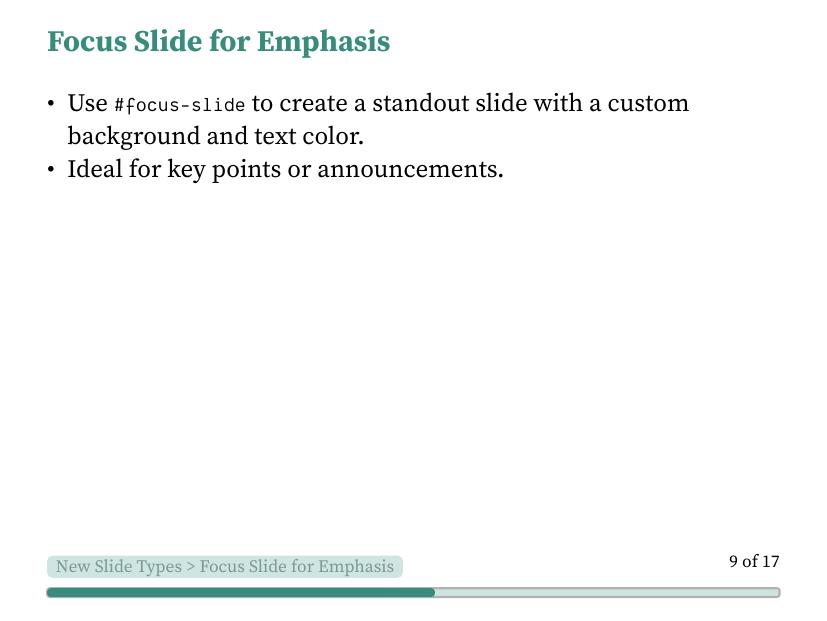 Focus Slide for Emphasis
• Use #focus-slide to create a standout slide with a custom
background and text color.
• Ideal for key points or announcements.
New Slide Types > Focus Slide for Emphasis
9 of 17